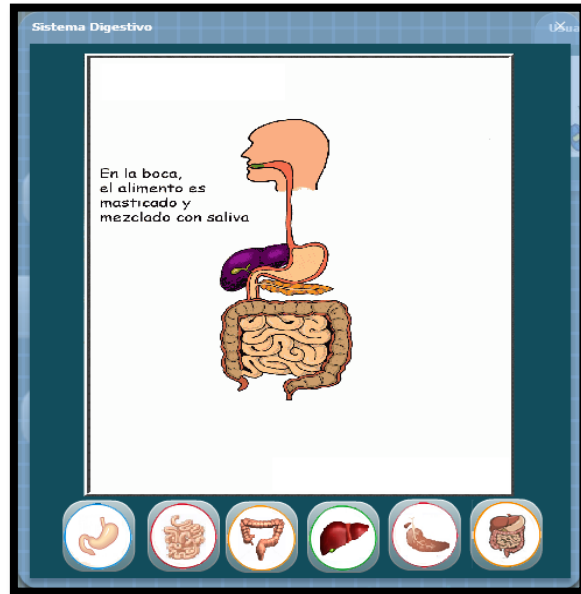 Sistema Digestivo
En la boca,
el alimento es
masticado y
mezclado con saliva